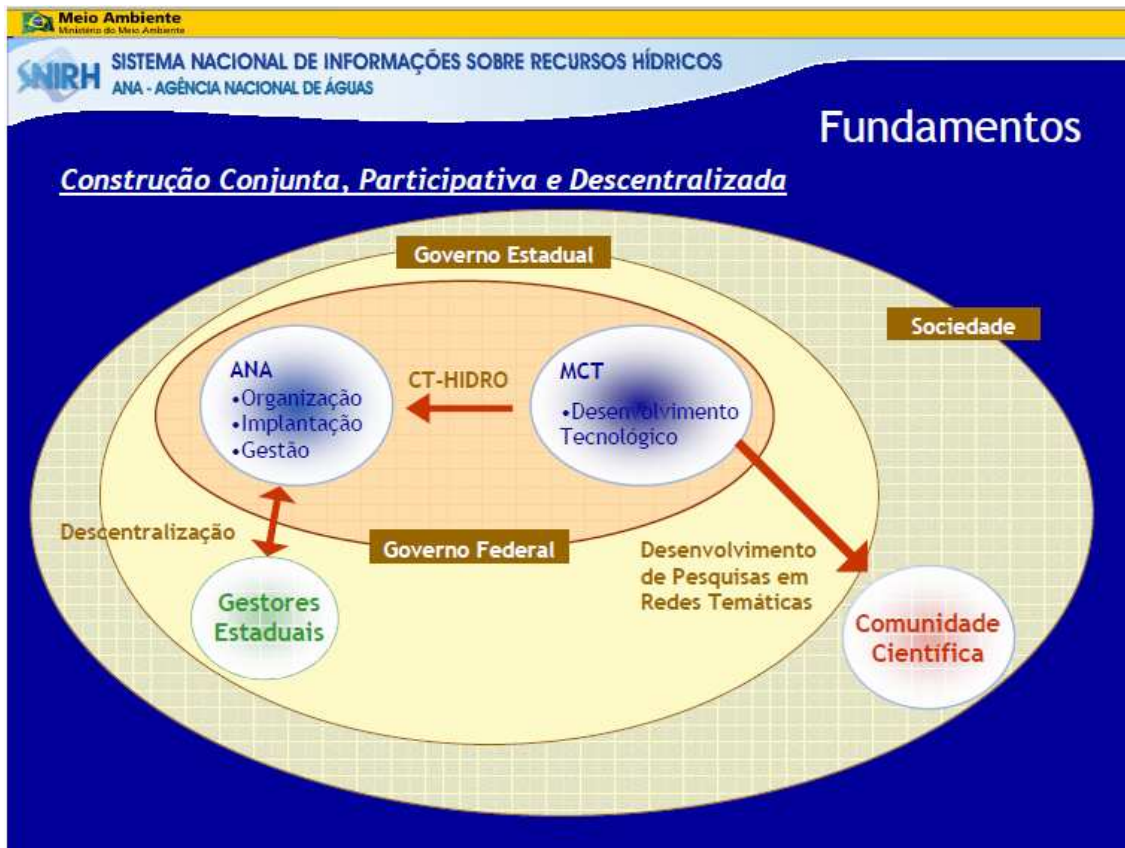 Meio Ambiente
Ministério do Meio Ambiente
SNIRH
SISTEMA NACIONAL DE INFORMAÇÕES SOBRE RECURSOS HÍDRICOS
ANA - AGÊNCIA NACIONAL DE ÁGUAS
Fundamentos
Construção Conjunta, Participativa e Descentralizada
Governo Estadual
Sociedade
ANA
•Organização
•Implantação
•Gestão
CT-HIDRO
MCT
•Desenvolvimento
Tecnológico
Descentralização
Governo Federal
Desenvolvimento
de Pesquisas em
Redes Temáticas
Gestores
Estaduais
Comunidade
Científica